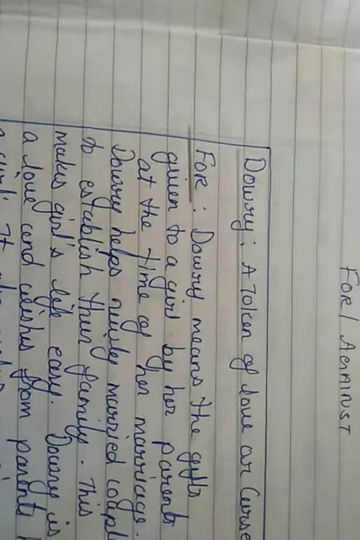 For/ Against
Dowry: A Token of love or Curse
For: Dowry means the gifts
given to a girl by her parents
at the time of her marriage.
Dowry helps newly married coupl
to establish their family. This
makes girl's life easy. Dowry is
a love and wishes from parents